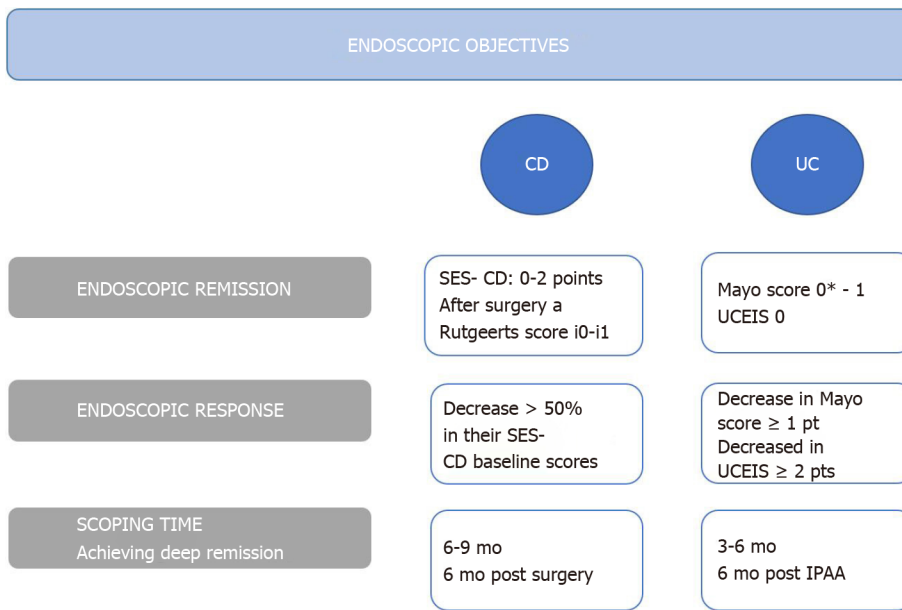 ENDOSCOPIC OBJECTIVES
CD
UC
ENDOSCOPIC REMISSION
SES- CD: 0-2 points
After surgery a
Rutgeerts score i0-i1
Mayo score 0* - 1
UCEIS 0
ENDOSCOPIC RESPONSE
Decrease > 50%
in their SES-
CD baseline scores
Decrease in Mayo
score ≥ 1 pt
Decreased in
UCEIS ≥ 2 pts
SCOPING TIME
Achieving deep remission
6-9 mo
6 mo post surgery
3-6 mo
6 mo post IPAA